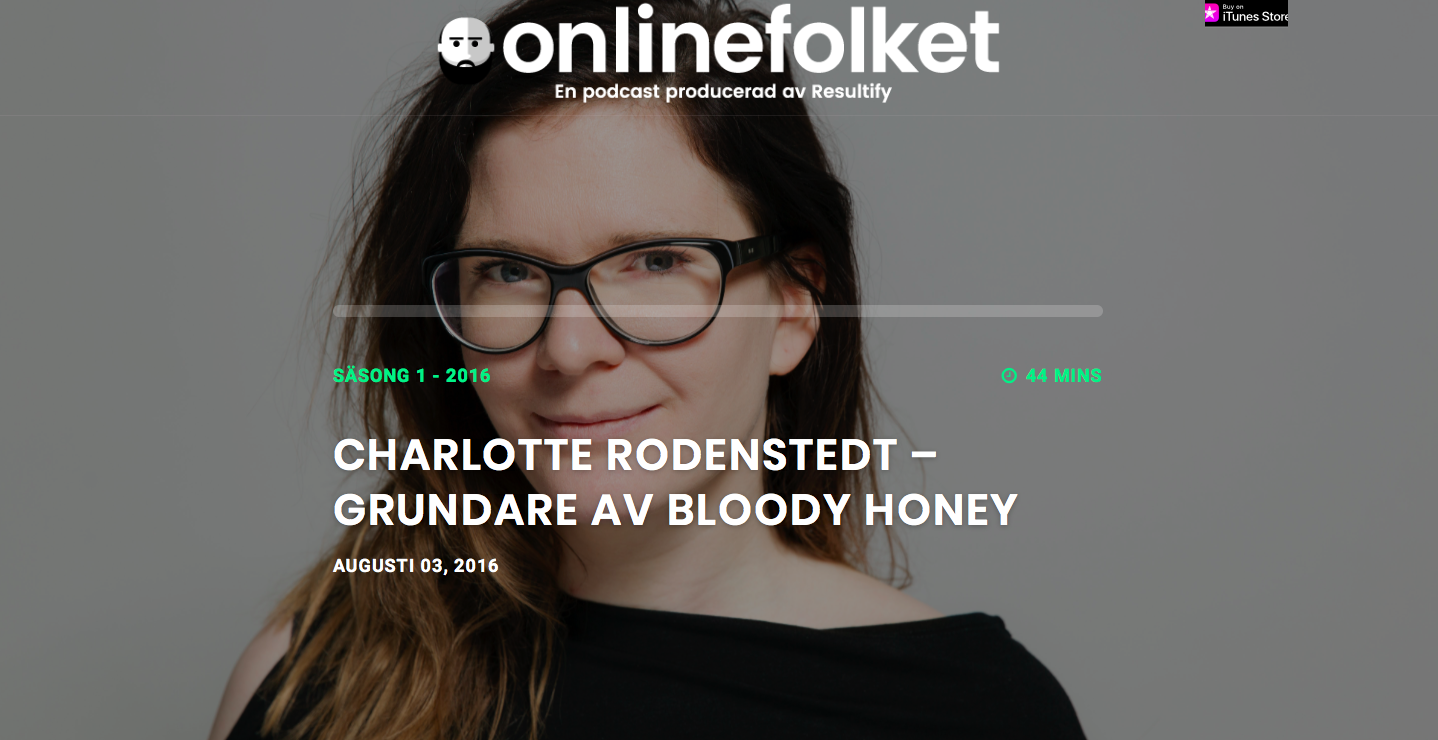 onlinefolket
En podcast producerad av Resultify
Buy on
iTunes Store
SÄSONG 1 - 2016
44 MINS
CHARLOTTE RODENSTEDT –
GRUNDARE AV BLOODY HONEY
AUGUSTI 03, 2016